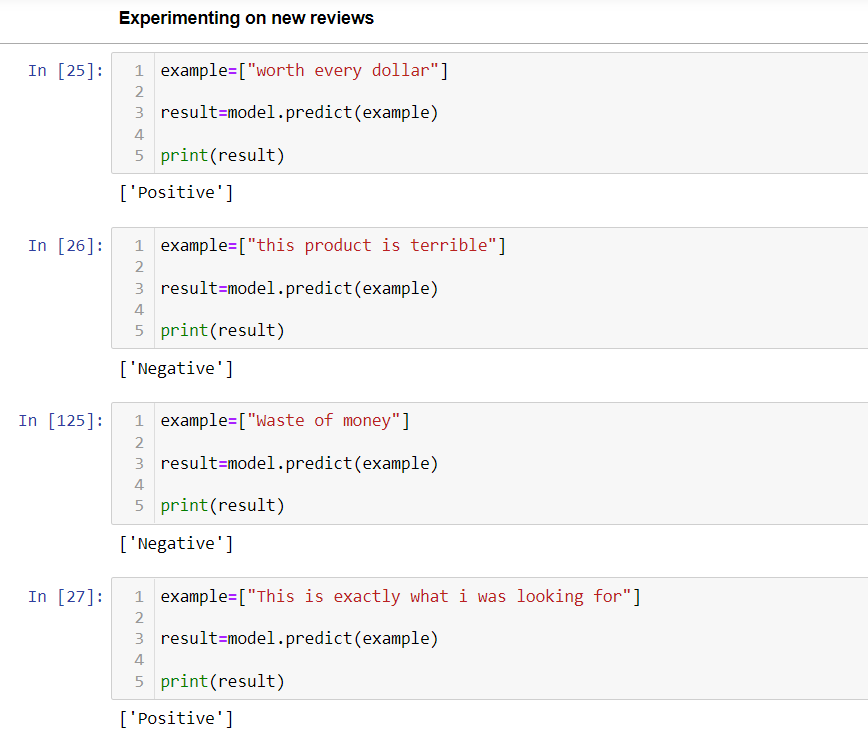 Experimenting on new reviews
In [25]:
1 example=["worth every dollar"]
2
3 result=model.predict(example)
4
5 print(result)
['Positive']
In [26]:
1 example=["this product is terrible"]
2
3 result=model.predict(example)
4
5 print(result)
['Negative']
In [125]:
1 example=["Waste of money"]
2
3 result=model.predict(example)
4
5 print(result)
['Negative']
In [27]:
1 example=["This is exactly what i was looking for"]
2
3 result=model.predict(example)
4
5 print(result)
['Positive']